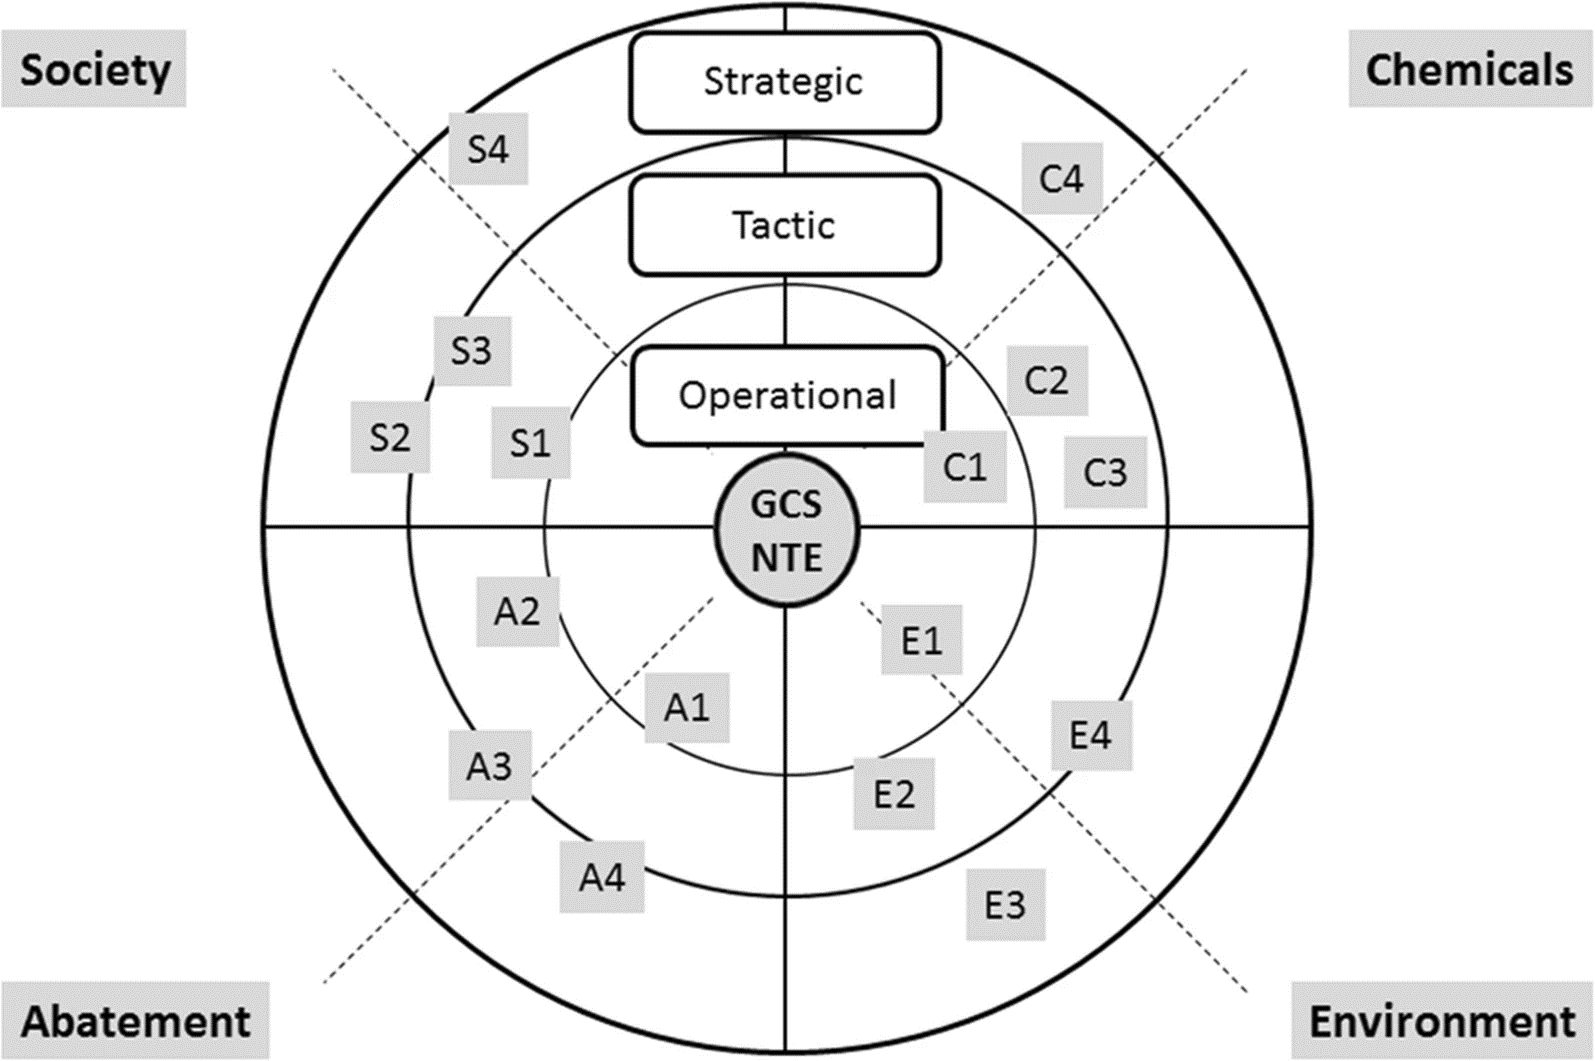 Society
Chemicals
Strategic
S4
C4
Tactic
S3
C2
Operational
S2
S1
C1
C3
GCS
NTE
A2
E1
A1
E4
A3
E2
A4
E3
Abatement
Environment